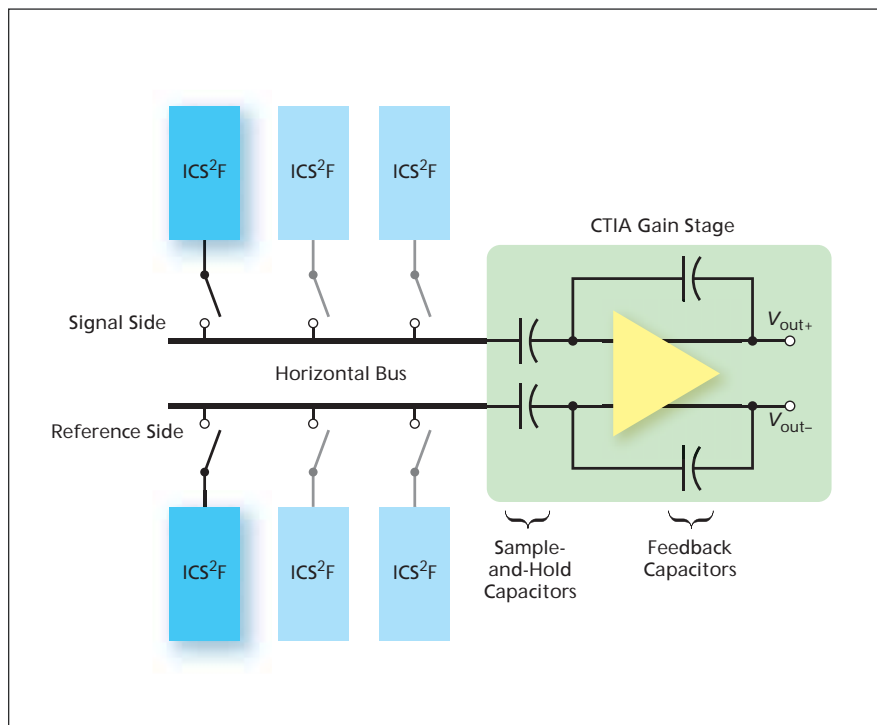 ICS²F ICS²F ICS²F
CTIA Gain Stage
Signal Side
Vout+
Horizontal Bus
Reference Side
Vout–
ICS²F ICS²F ICS²F
Sample-
and-Hold
Capacitors
Feedback
Capacitors